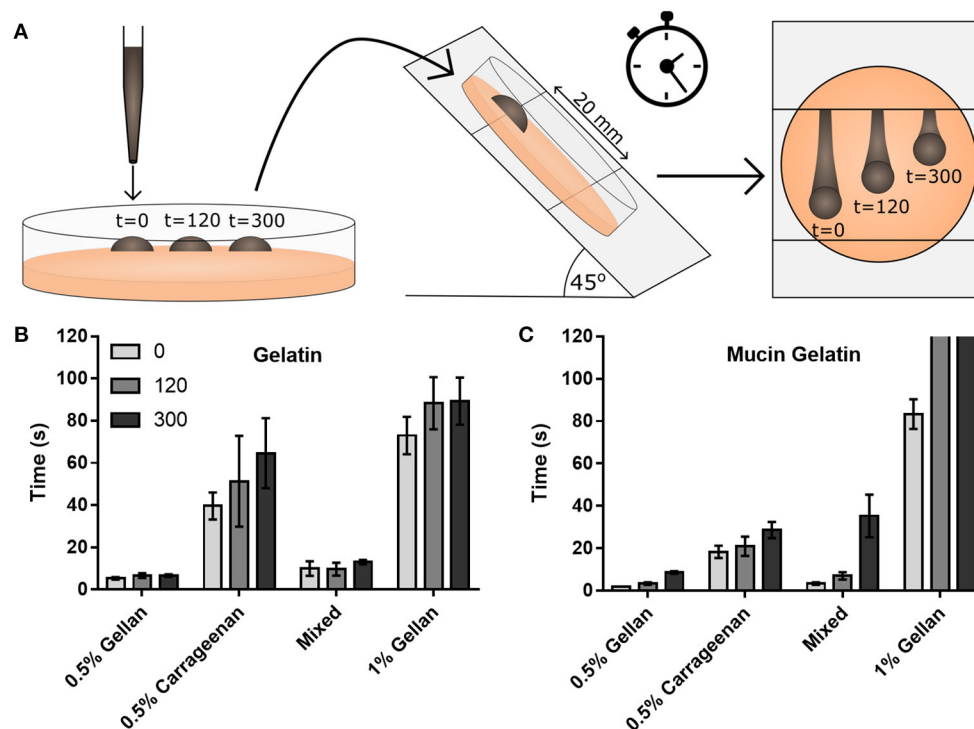 A
t=0 t=120 t=300
20 mm
45º
t=0
t=120
t=300
B
Gelatin
0
120
300
Time (s)
120
100
80
60
40
20
0
0.5% Gellan
0.5% Carrageenan
Mixed
1% Gellan
C
Mucin Gelatin
Time (s)
120
100
80
60
40
20
0
0.5% Gellan
0.5% Carrageenan
Mixed
1% Gellan